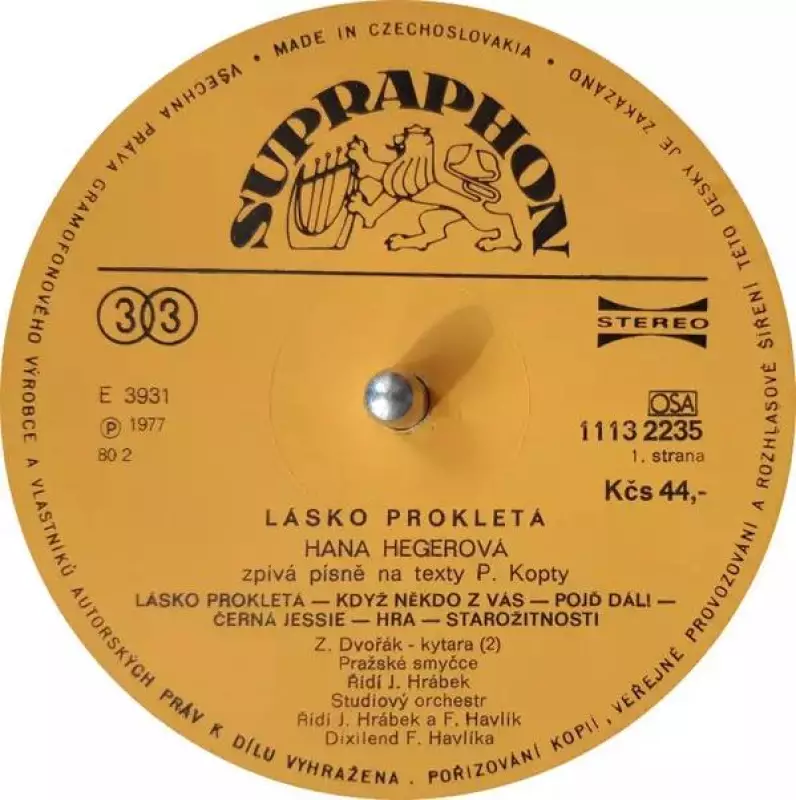 • MADE IN CZECHOSLOVAKIA •
VŠECHNA PRÁVA GRAMOFONOVÉHO VÝROBCE A VLASTNÍKŮ AUTORSKÝCH PRÁV K DÍLU VYHRAŽENA . POŘIZOVÁNÍ KOPIÍ, VEŘEJNÉ PROVOZOVÁNÍ A ROZHLASOVÉ ŠÍŘENÍ TÉTO DESKY JE ZAKÁZÁNO
SUPRAPHON
33
STEREO
E 3931
Ⓟ 1977
80 2
OSA
1113 2235
1. strana
Kčs 44,-
LÁSKO PROKLETÁ
HANA HEGEROVÁ
zpívá písně na texty P. Kopty
LÁSKO PROKLETÁ — KDYŽ NĚKDO Z VÁS — POJĎ DÁL! —
ČERNÁ JESSIE — HRA — STAROŽITNOSTI
Z. Dvořák - kytara (2)
Pražské smyčce
Řídí J. Hrábek
Studiový orchestr
Řídí J. Hrábek a F. Havlík
Dixilend F. Havlíka